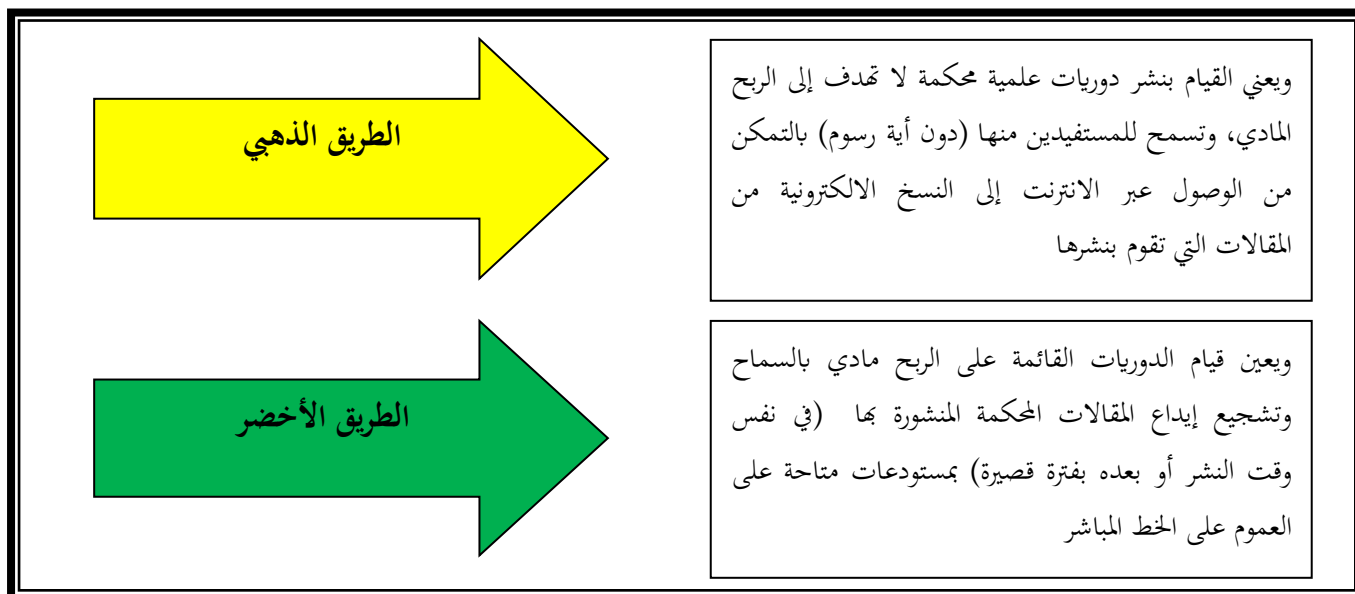 الطريق الذهبي
ويعني القيام بنشر دوريات علمية محكمة لا تهدف إلى الربح
المادي، وتسمح للمستفيدين منها (دون أية رسوم) بالتمكن
من الوصول عبر الانترنت إلى النسخ الالكترونية من
المقالات التي تقوم بنشرها
الطريق الأخضر
ويعين قيام الدوريات القائمة على الربح مادي بالسماح
وتشجيع إيداع المقالات المحكمة المنشورة بها (في نفس
وقت النشر أو بعده بفترة قصيرة) بمستودعات متاحة على
العموم على الخط المباشر